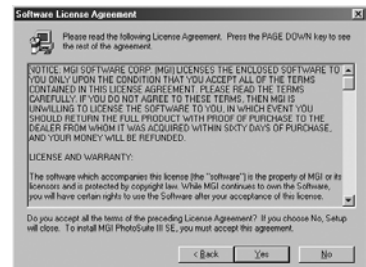 Software License Agreement
Please read the following License Agreement. Press the PAGE DOWN key to see
the rest of the agreement.
NOTICE: MGI SOFTWARE CORP. (MGI) LICENSES THE ENCLOSED SOFTWARE TO
YOU ONLY UPON THE CONDITION THAT YOU ACCEPT ALL OF THE TERMS
CONTAINED IN THIS LICENSE AGREEMENT. PLEASE READ THE TERMS
CAREFULLY. IF YOU DO NOT AGREE TO THESE TERMS, THEN MGI IS
UNWILLING TO LICENSE THE SOFTWARE TO YOU, IN WHICH EVENT YOU
SHOULD RETURN THE FULL PRODUCT WITH PROOF OF PURCHASE TO THE
DEALER FROM WHOM IT WAS ACQUIRED WITHIN SIXTY DAYS OF PURCHASE,
AND YOUR MONEY WILL BE REFUNDED.
LICENSE AND WARRANTY:
The software which accompanies this license (the "software") is the property of MGI or its
licensors and is protected by copyright law. While MGI continues to own the Software,
you will have certain rights to use the Software after your acceptance of this license.
Do you accept all the terms of the preceding License Agreement? If you choose No, Setup
will close. To install MGI PhotoSuite III SE, you must accept this agreement.
< Back Yes No